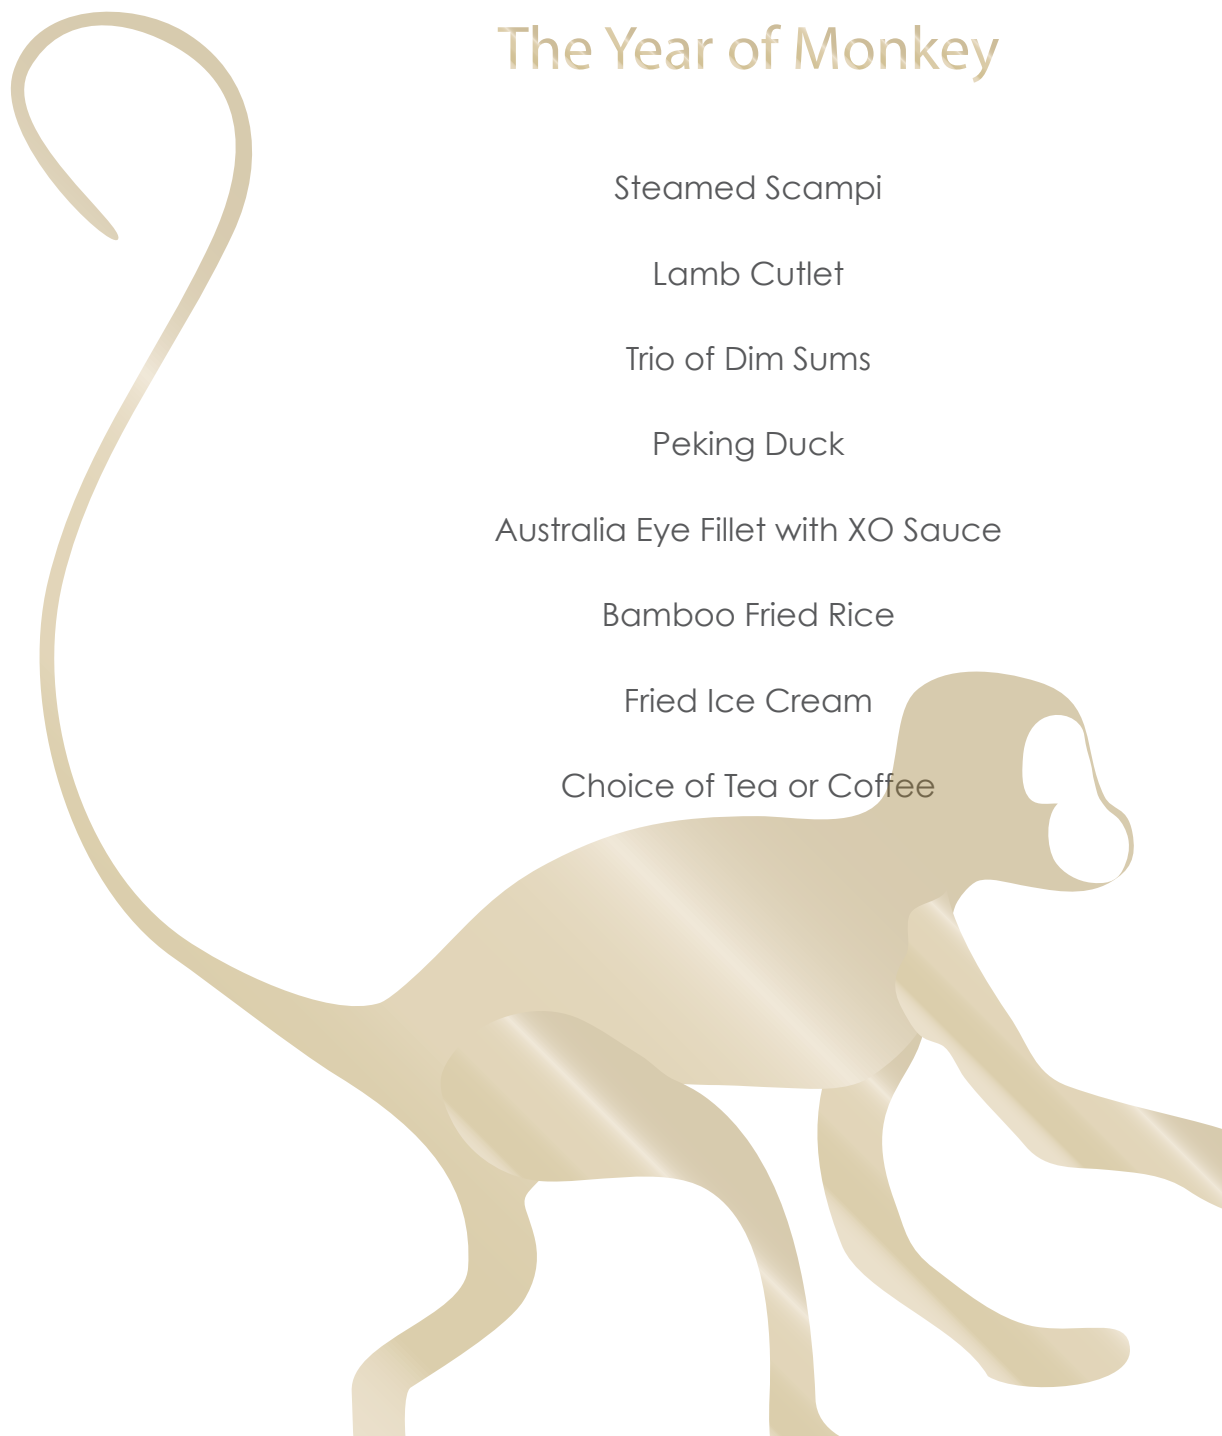 The Year of Monkey
Steamed Scampi
Lamb Cutlet
Trio of Dim Sums
Peking Duck
Australia Eye Fillet with XO Sauce
Bamboo Fried Rice
Fried Ice Cream
Choice of Tea or Coffee